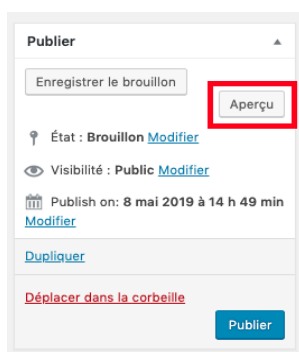 Publier
Enregistrer le brouillon
Aperçu
État : Brouillon Modifier
Visibilité : Public Modifier
Publish on: 8 mai 2019 à 14 h 49 min
Modifier
Dupliquer
Déplacer dans la corbeille
Publier